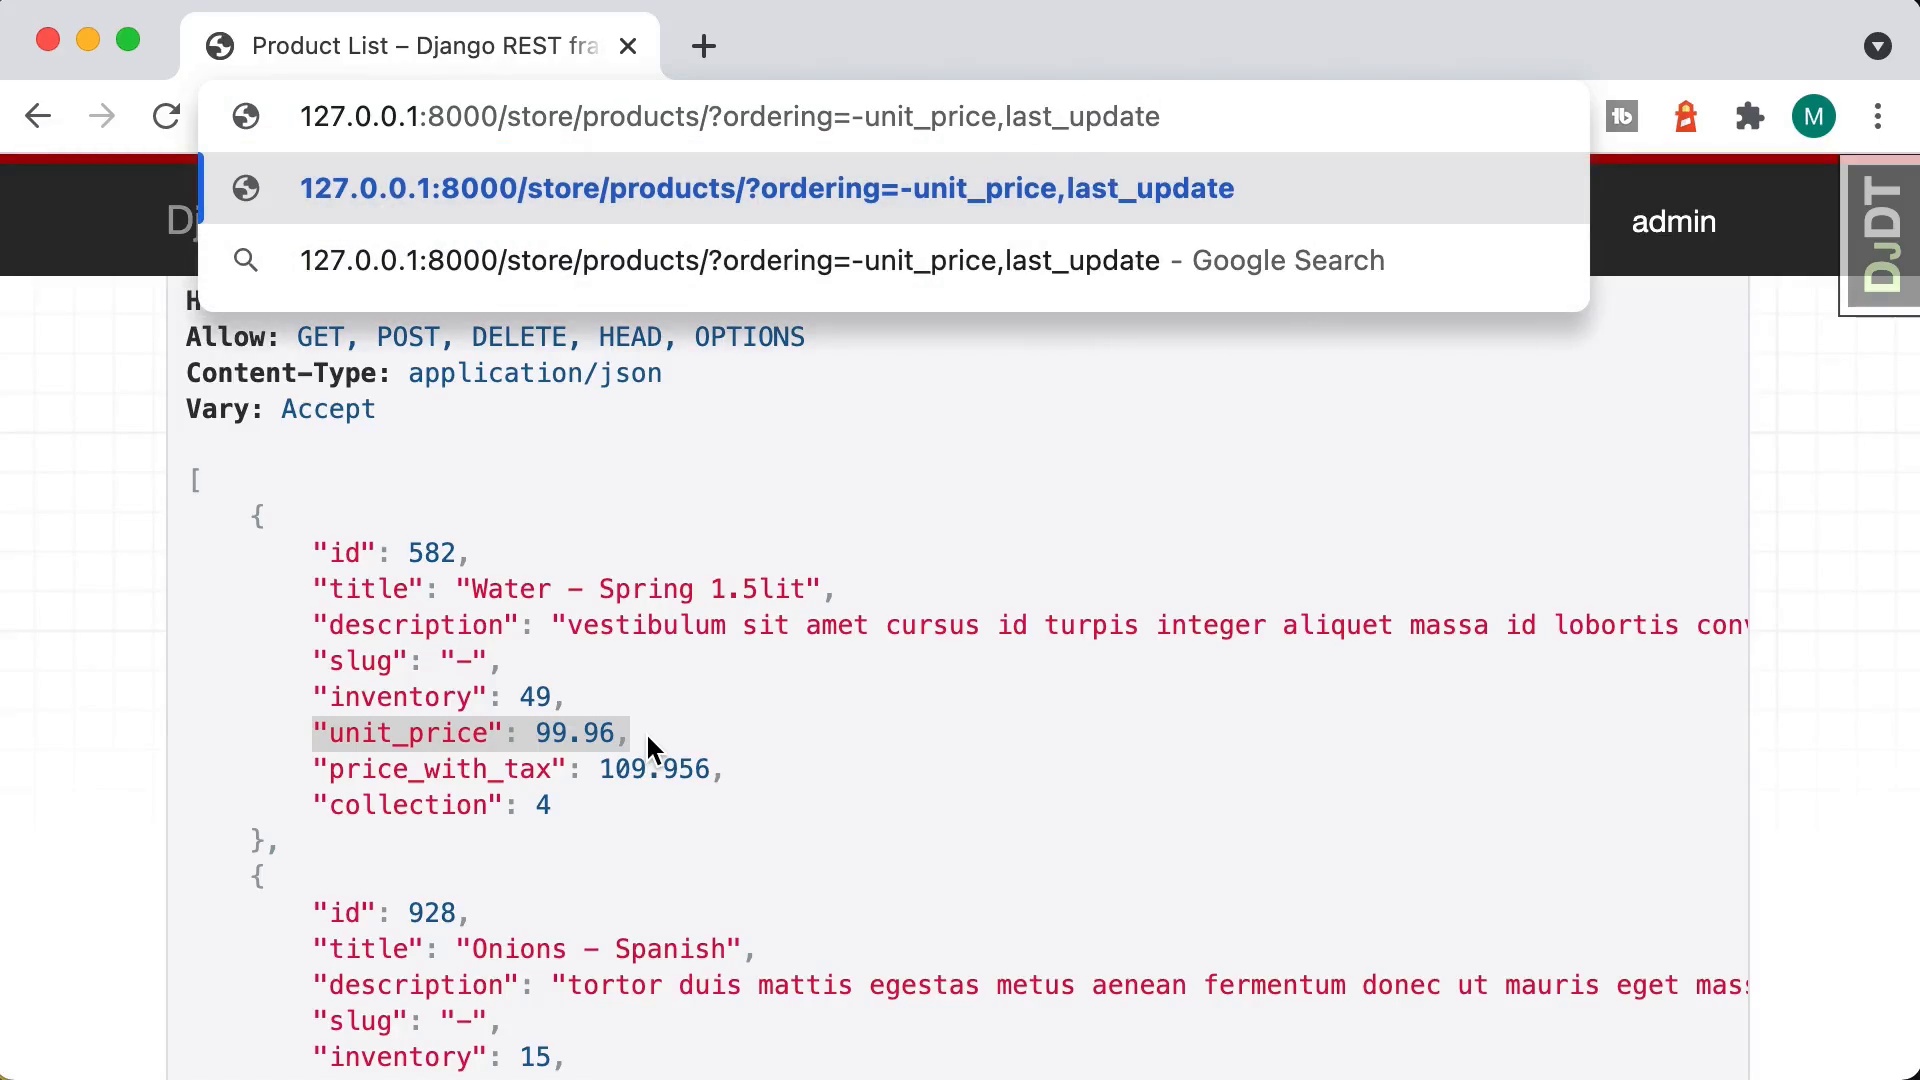 Product List – Django REST fra
127.0.0.1:8000/store/products/?ordering=-unit_price,last_update
tb
M
127.0.0.1:8000/store/products/?ordering=-unit_price,last_update
127.0.0.1:8000/store/products/?ordering=-unit_price,last_update - Google Search
Dj
admin
DJDT
H
Allow: GET, POST, DELETE, HEAD, OPTIONS
Content-Type: application/json
Vary: Accept
[
{
"id": 582,
"title": "Water - Spring 1.5lit",
"description": "vestibulum sit amet cursus id turpis integer aliquet massa id lobortis conv
"slug": "-",
"inventory": 49,
"unit_price": 99.96,
"price_with_tax": 109.956,
"collection": 4
},
{
"id": 928,
"title": "Onions - Spanish",
"description": "tortor duis mattis egestas metus aenean fermentum donec ut mauris eget mass
"slug": "-",
"inventory": 15,